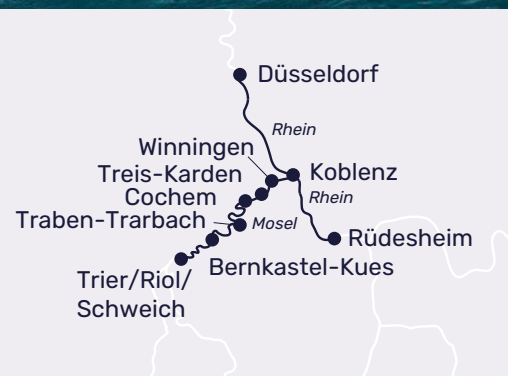 Düsseldorf
Rhein
Winningen
Treis-Karden
Koblenz
Cochem
Rhein
Traben-Trarbach
Mosel
Rüdesheim
Bernkastel-Kues
Trier/Riol/
Schweich